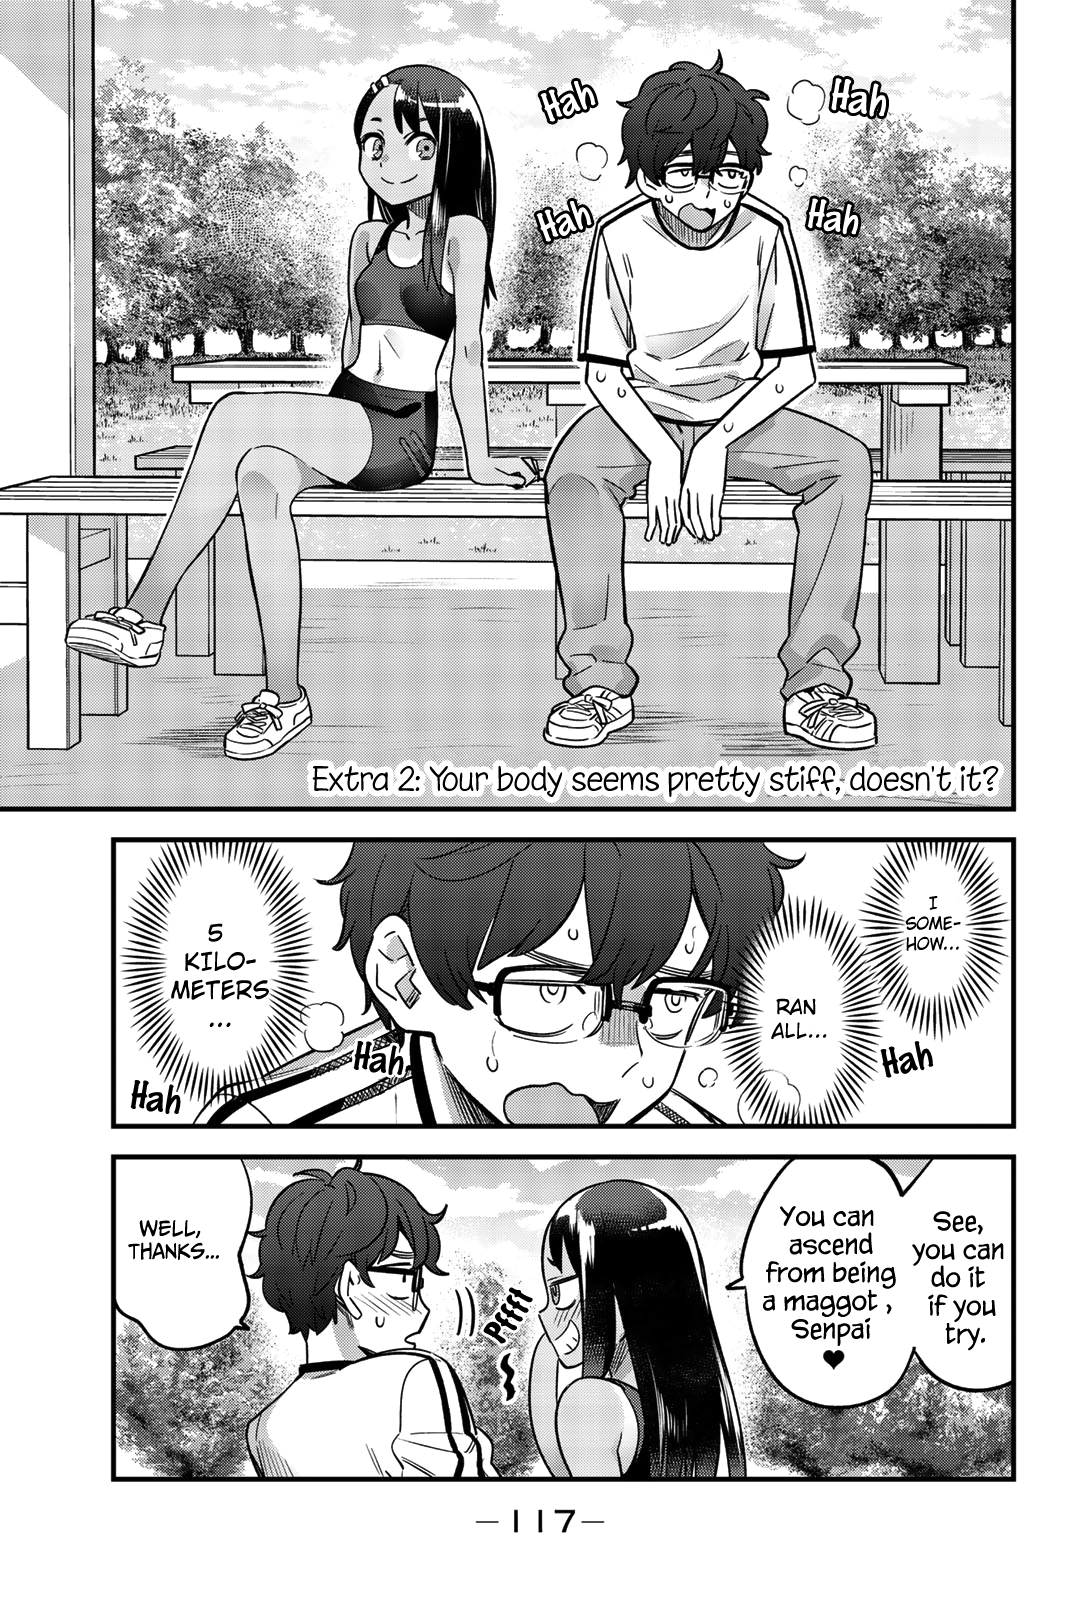 Hah
Hah
Hah
Hah
Extra 2: Your body seems pretty stiff, doesn't it?
I
SOME-
HOW...
RAN
ALL...
5
KILO-
METERS
...
Hah
Hah
Hah
See,
you can
do it
if you
try.
You can
ascend
from being
a maggot ,
Senpai
♥
Pffft
WELL,
THANKS...
—117—